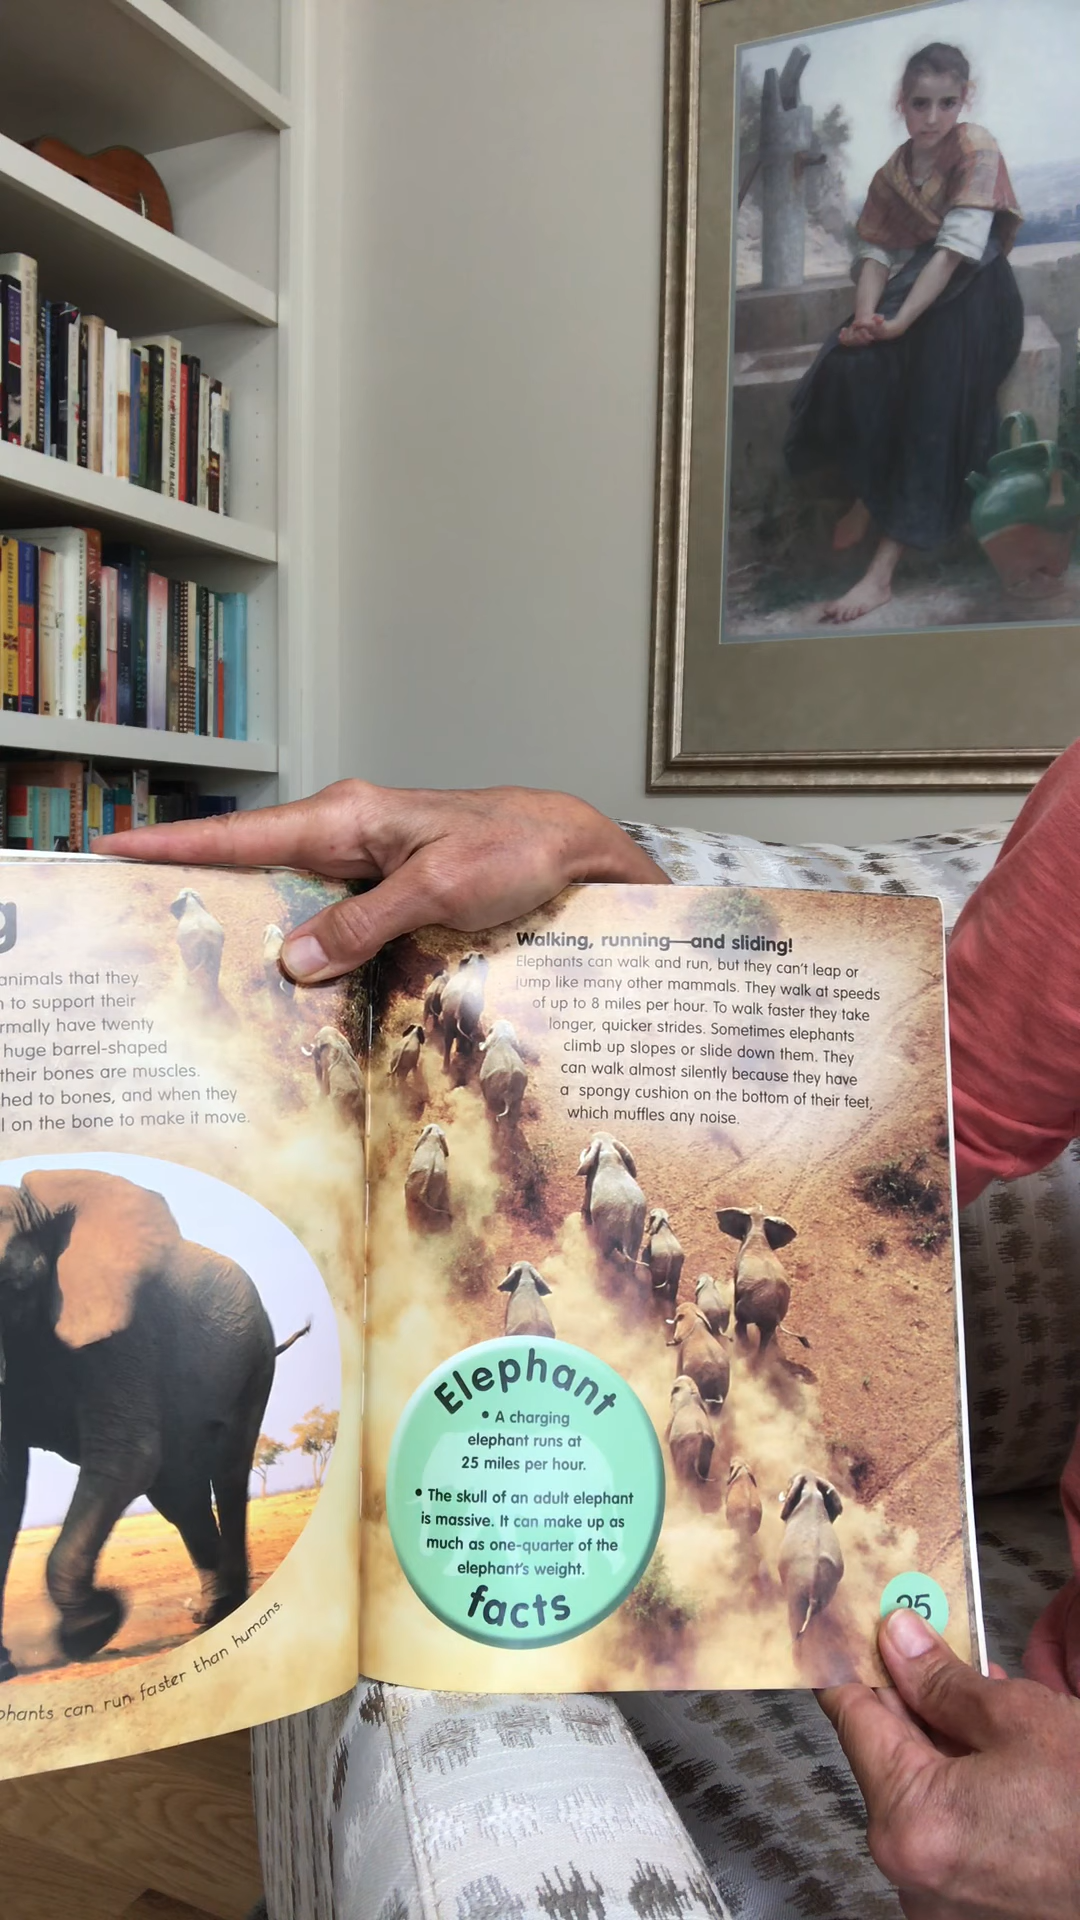 g
animals that they
to support their
rmally have twenty
huge barrel-shaped
their bones are muscles.
hed to bones, and when they
l on the bone to make it move.
phants can run faster than humans.
Walking, running—and sliding!
Elephants can walk and run, but they can't leap or
jump like many other mammals. They walk at speeds
of up to 8 miles per hour. To walk faster they take
longer, quicker strides. Sometimes elephants
climb up slopes or slide down them. They
can walk almost silently because they have
a spongy cushion on the bottom of their feet,
which muffles any noise.
Elephant
• A charging
elephant runs at
25 miles per hour.
• The skull of an adult elephant
is massive. It can make up as
much as one-quarter of the
elephant's weight.
facts
25
WASHINGTON BLACK
HANNAH
MARCH